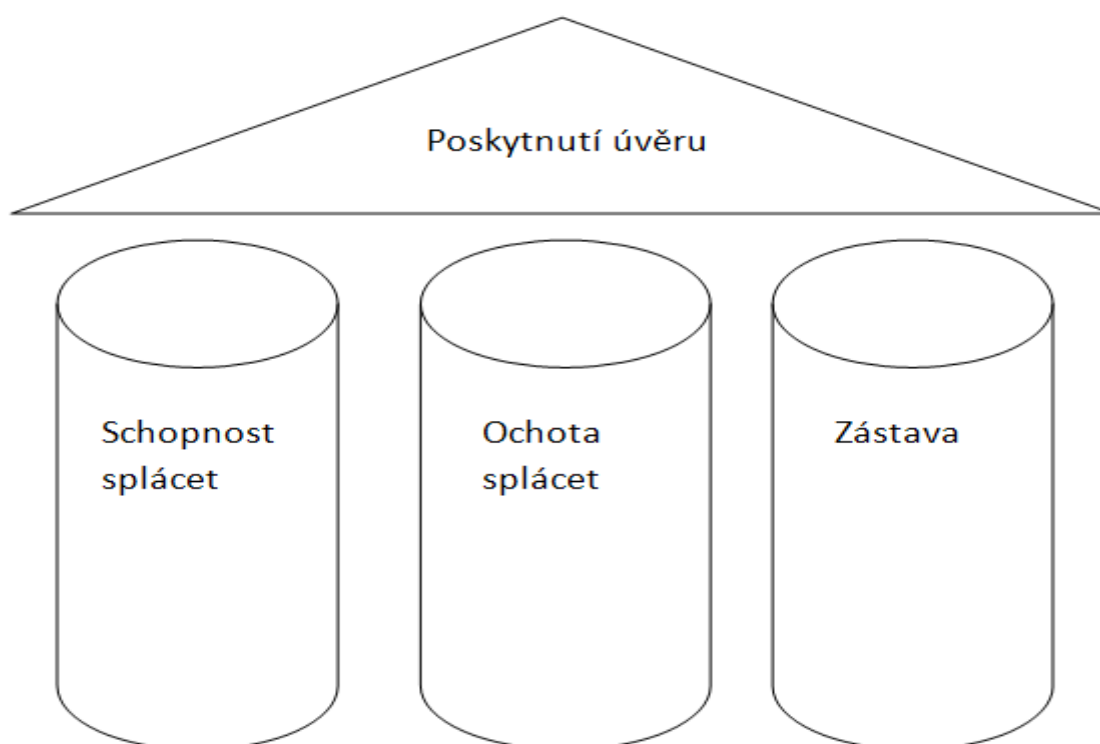 Poskytnutí úvěru
Schopnost
splácet
Ochota
splácet
Zástava